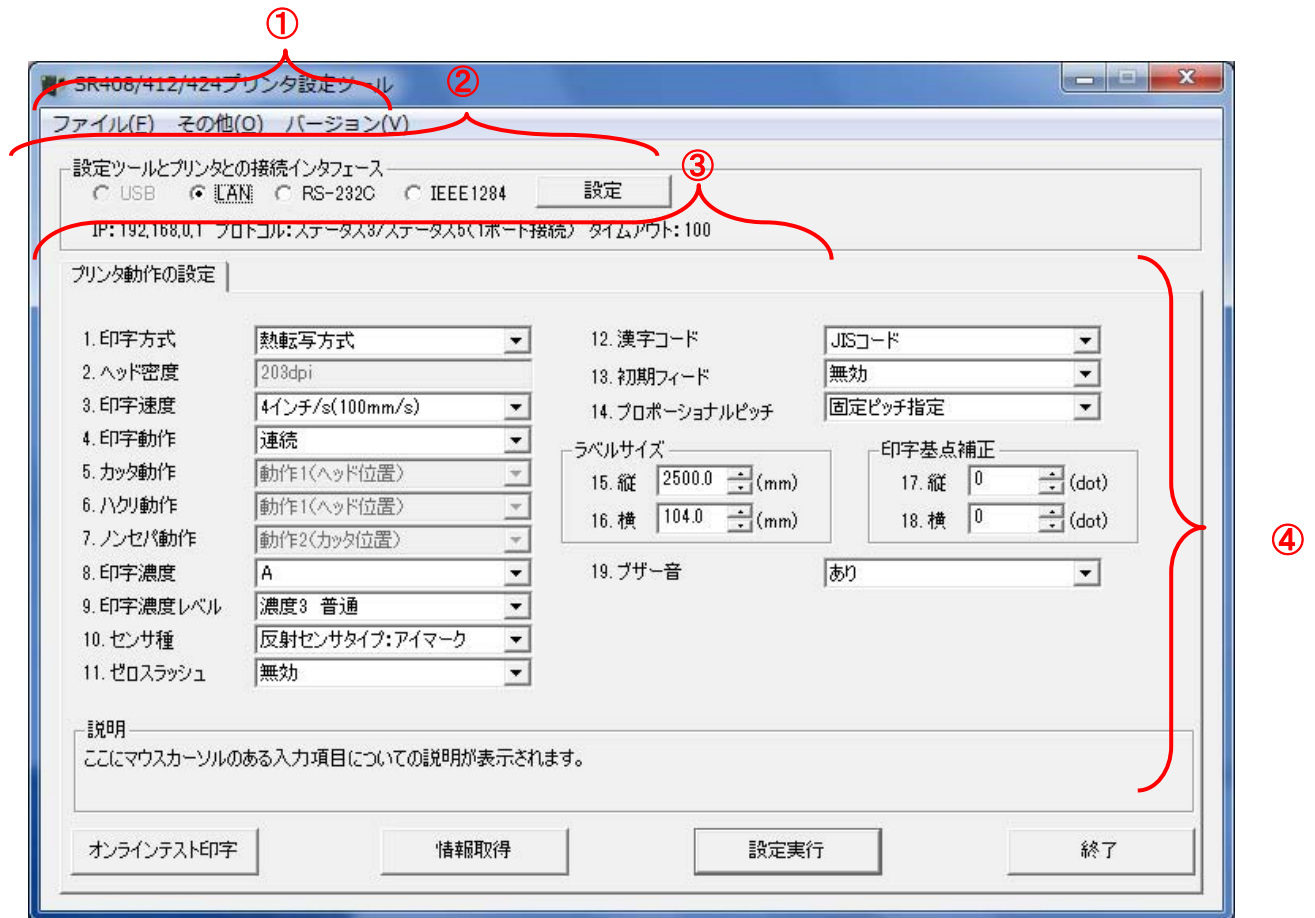 ①
SR408/412/424プリンタ設定ツール
②
ファイル(F) その他(O) バージョン(V)
設定ツールとプリンタとの接続インタフェース
③
USB LAN RS-232C IEEE1284 設定
IP:192,168,0,1 プロトコル:ステータス3/ステータス5(1ポート接続) タイムアウト:100
プリンタ動作の設定
1.印字方式 熱転写方式
2.ヘッド密度 203dpi
3.印字速度 4インチ/s(100mm/s)
4.印字動作 連続
5.カッタ動作 動作1(ヘッド位置)
6.ハクリ動作 動作1(ヘッド位置)
7.ノンセパ動作 動作2(カッタ位置)
8.印字濃度 A
9.印字濃度レベル 濃度3 普通
10.センサ種 反射センサタイプ:アイマーク
11.ゼロスラッシュ 無効
12.漢字コード JISコード
13.初期フィード 無効
14.プロポーショナルピッチ 固定ピッチ指定
ラベルサイズ
15.縦 2500.0 (mm)
16.横 104.0 (mm)
印字基点補正
17.縦 0 (dot)
18.横 0 (dot)
19.ブザー音 あり
④
説明
ここにマウスカーソルのある入力項目についての説明が表示されます。
オンラインテスト印字 情報取得 設定実行 終了